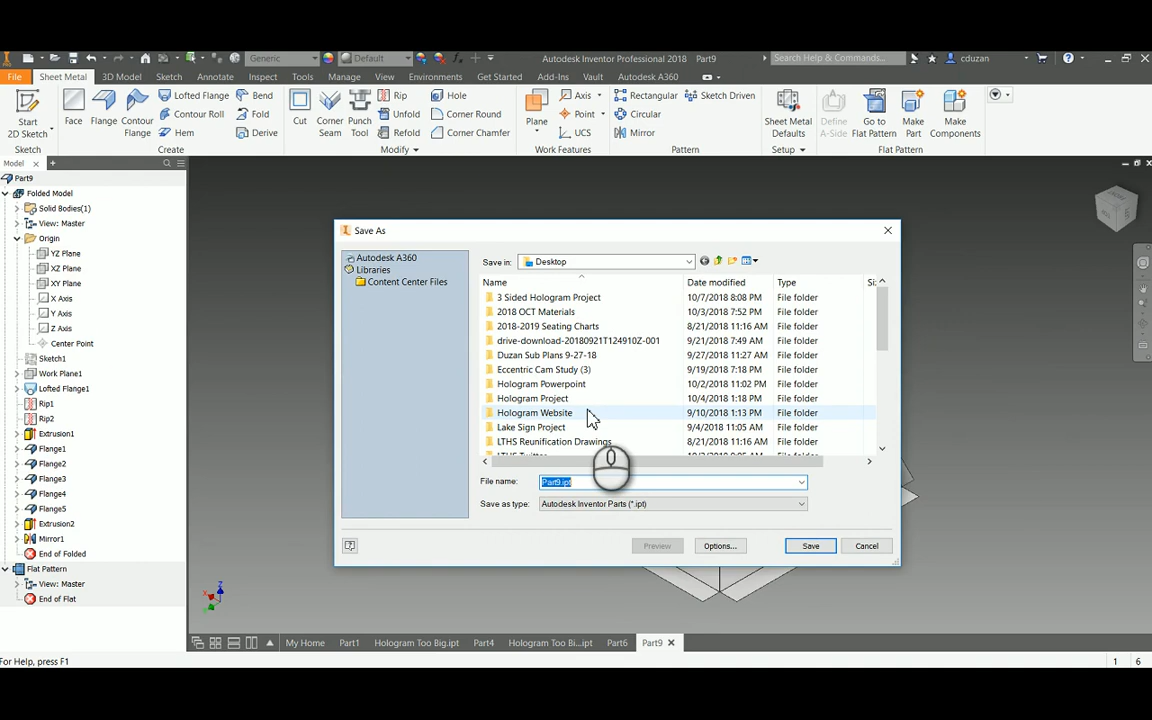 Generic
Default
Autodesk Inventor Professional 2018 Part9
Search Help & Commands...
cduzan
File Sheet Metal 3D Model Sketch Annotate Inspect Tools Manage View Environments Get Started Add-Ins Vault Autodesk A360
Start 2D Sketch
Face
Flange
Contour Flange
Lofted Flange
Contour Roll
Hem
Bend
Fold
Derive
Cut
Corner Seam
Punch Tool
Rip
Unfold
Refold
Hole
Corner Round
Corner Chamfer
Plane
Axis
Point
UCS
Rectangular
Circular
Mirror
Sketch Driven
Sheet Metal Defaults
Define A-Side
Go to Flat Pattern
Make Part
Make Components
Sketch Create Modify Work Features Pattern Setup Flat Pattern
Model
Part9
Folded Model
Solid Bodies(1)
View: Master
Origin
YZ Plane
XZ Plane
XY Plane
X Axis
Y Axis
Z Axis
Center Point
Sketch1
Work Plane1
Lofted Flange1
Rip1
Rip2
Extrusion1
Flange1
Flange2
Flange3
Flange4
Flange5
Extrusion2
Mirror1
End of Folded
Flat Pattern
View: Master
End of Flat
Save As
Autodesk A360
Libraries
Content Center Files
Save in: Desktop
Name Date modified Type
3 Sided Hologram Project 10/7/2018 8:08 PM File folder
2018 OCT Materials 10/3/2018 7:52 PM File folder
2018-2019 Seating Charts 8/21/2018 11:16 AM File folder
drive-download-20180921T124910Z-001 9/21/2018 7:49 AM File folder
Duzan Sub Plans 9-27-18 9/27/2018 11:27 AM File folder
Eccentric Cam Study (3) 9/19/2018 7:18 PM File folder
Hologram Powerpoint 10/2/2018 11:02 PM File folder
Hologram Project 10/4/2018 1:18 PM File folder
Hologram Website 9/10/2018 1:13 PM File folder
Lake Sign Project 9/4/2018 11:05 AM File folder
LTHS Reunification Drawings 8/21/2018 11:16 AM File folder
File name: Part9.ipt
Save as type: Autodesk Inventor Parts (*.ipt)
Preview Options... Save Cancel
Z
X
Y
My Home Part1 Hologram Too Big.ipt Part4 Hologram Too Bi...ipt Part6 Part9
For Help, press F1
1 6